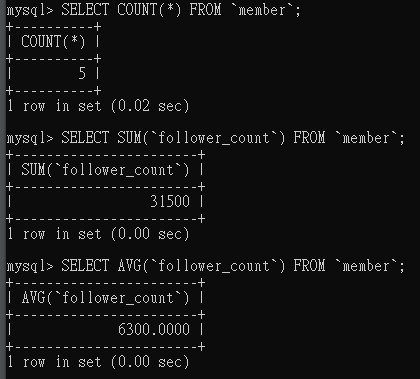 mysql> SELECT COUNT(*) FROM `member`;
+----------+
| COUNT(*) |
+----------+
|        5 |
+----------+
1 row in set (0.02 sec)

mysql> SELECT SUM(`follower_count`) FROM `member`;
+-----------------------+
| SUM(`follower_count`) |
+-----------------------+
|                 31500 |
+-----------------------+
1 row in set (0.00 sec)

mysql> SELECT AVG(`follower_count`) FROM `member`;
+-----------------------+
| AVG(`follower_count`) |
+-----------------------+
|             6300.0000 |
+-----------------------+
1 row in set (0.00 sec)